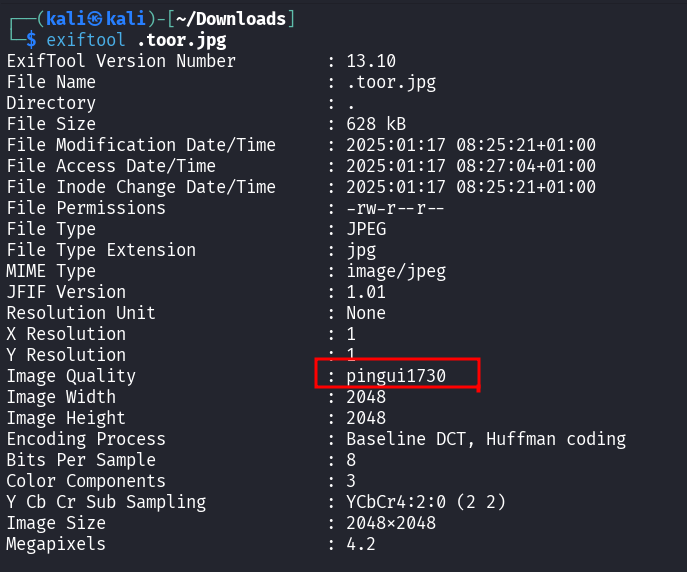 ┌──(kali㉿kali)-[~/Downloads]
└─$ exiftool .toor.jpg
ExifTool Version Number         : 13.10
File Name                       : .toor.jpg
Directory                       : .
File Size                       : 628 kB
File Modification Date/Time     : 2025:01:17 08:25:21+01:00
File Access Date/Time           : 2025:01:17 08:27:04+01:00
File Inode Change Date/Time     : 2025:01:17 08:25:21+01:00
File Permissions                : -rw-r--r--
File Type                       : JPEG
File Type Extension             : jpg
MIME Type                       : image/jpeg
JFIF Version                    : 1.01
Resolution Unit                 : None
X Resolution                    : 1
Y Resolution                    : 1
Image Quality                   : pingui1730
Image Width                     : 2048
Image Height                    : 2048
Encoding Process                : Baseline DCT, Huffman coding
Bits Per Sample                 : 8
Color Components                : 3
Y Cb Cr Sub Sampling            : YCbCr4:2:0 (2 2)
Image Size                      : 2048×2048
Megapixels                      : 4.2